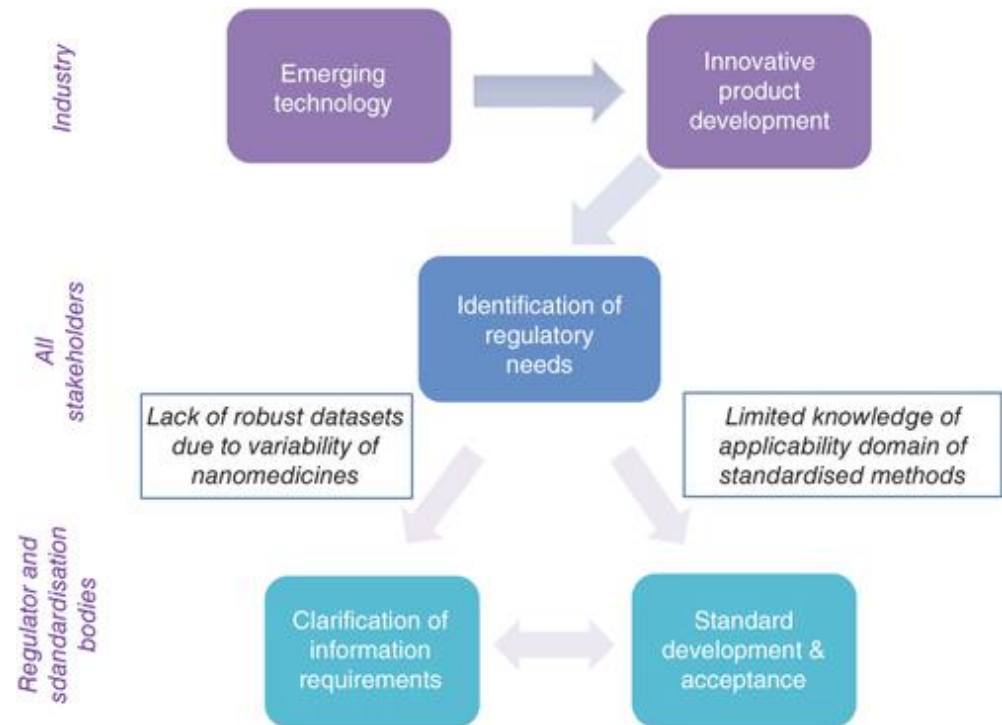 Industry
Emerging
technology
Innovative
product
development
All
stakeholders
Identification of
regulatory
needs
Lack of robust datasets
due to variability of
nanomedicines
Limited knowledge of
applicability domain of
standardised methods
Regulator and
sdandardisation
bodies
Clarification of
information
requirements
Standard
development &
acceptance